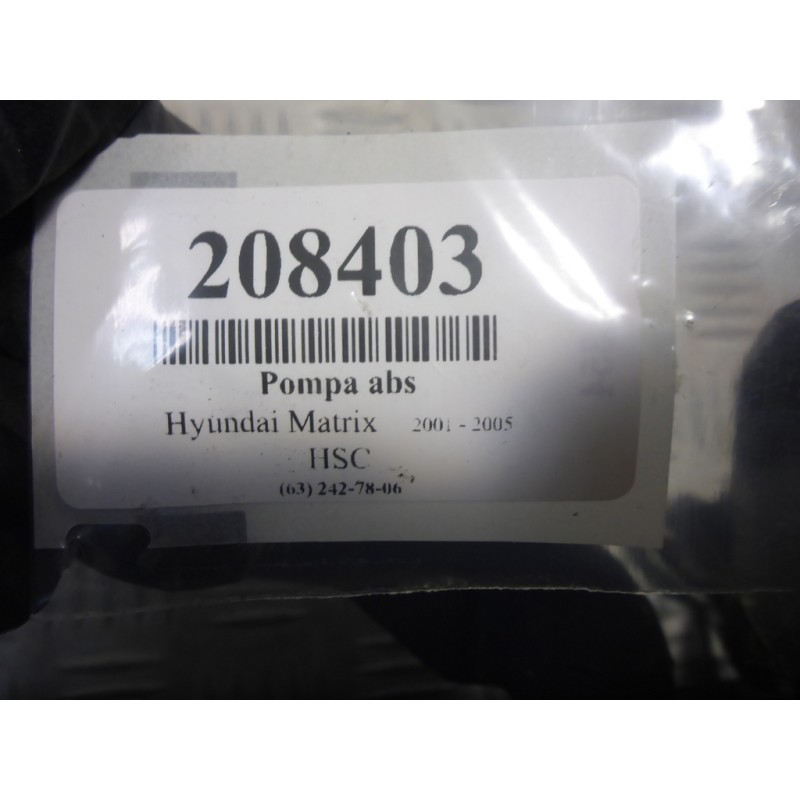 208403
Pompa abs
Hyundai Matrix 2001 - 2005
HSC
(63) 242-78-06